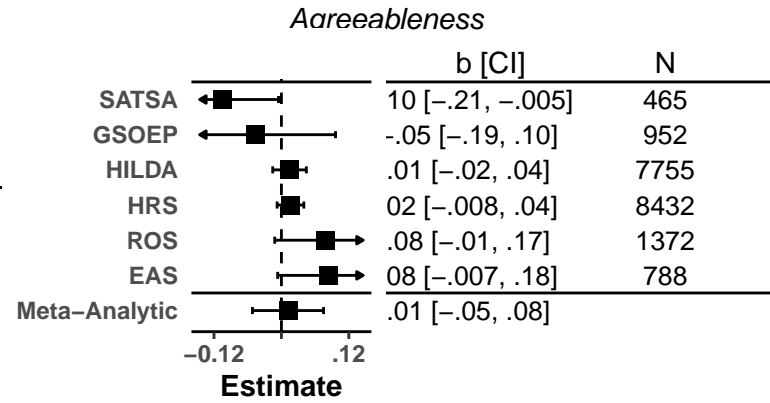 Agreeableness
b [CI] N
SATSA 10 [−.21, −.005] 465
GSOEP -.05 [−.19, .10] 952
HILDA .01 [−.02, .04] 7755
HRS 02 [−.008, .04] 8432
ROS .08 [−.01, .17] 1372
EAS 08 [−.007, .18] 788
Meta−Analytic .01 [−.05, .08]
−0.12 .12
Estimate